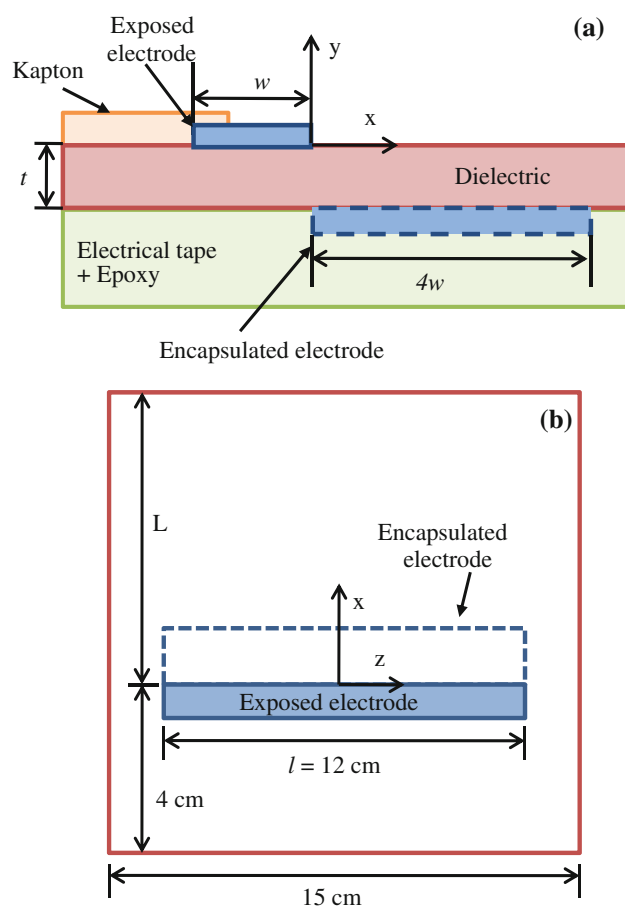 (a)
Exposed
electrode
y
Kapton
w
x
t
Dielectric
Electrical tape
+ Epoxy
4w
Encapsulated electrode
(b)
L
Encapsulated
electrode
x
z
Exposed electrode
l = 12 cm
4 cm
15 cm